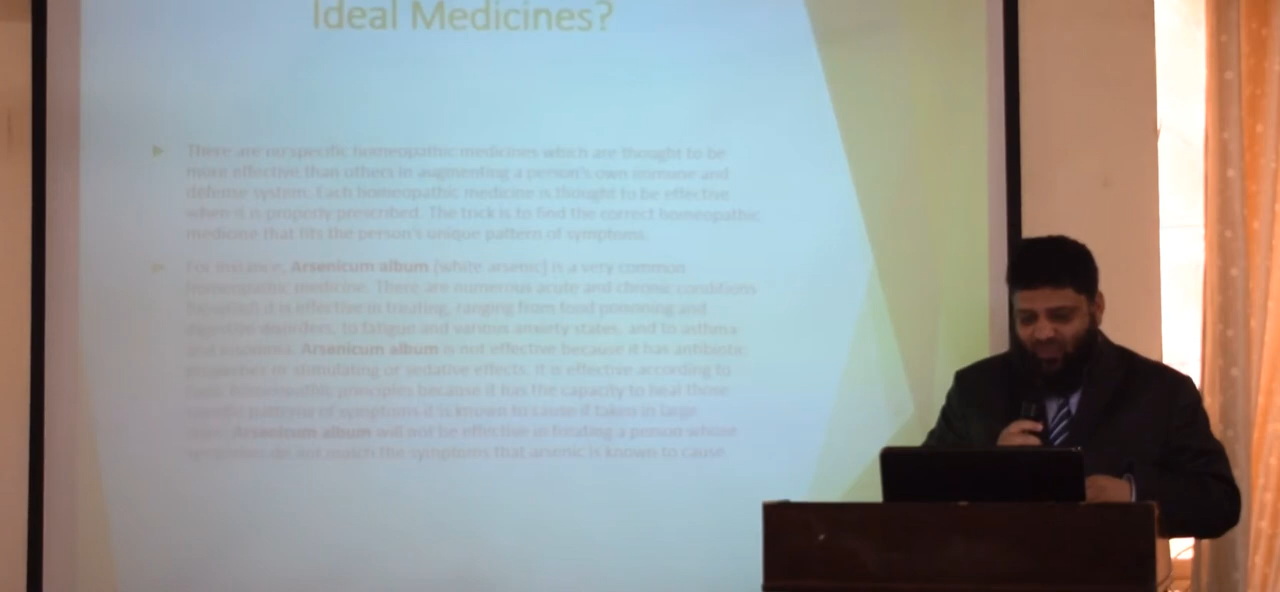 Ideal Medicines?
There are no specific homeopathic medicines which are thought to be
more effective than others in augmenting a person's own immune and
defense system. Each homeopathic medicine is thought to be effective
when it is properly prescribed. The trick is to find the correct homeopathic
medicine that fits the person's unique pattern of symptoms.
For instance, Arsenicum album (white arsenic) is a very common
homeopathic medicine. There are numerous acute and chronic conditions
it is effective in treating, ranging from food poisoning and
digestive disorders, to fatigue and various anxiety states, and to asthma
and insomnia. Arsenicum album is not effective because it has antibiotic
properties or stimulating or sedative effects. It is effective according to
homeopathic principles because it has the capacity to heal those
specific patterns of symptoms it is known to cause if taken in large
Arsenicum album will not be effective in treating a person whose
symptoms do not match the symptoms that arsenic is known to cause.